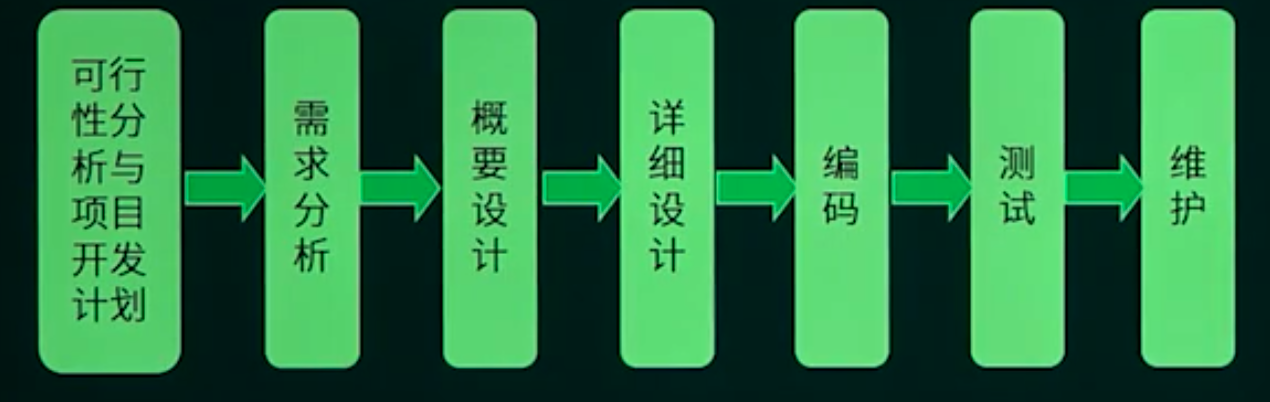 可行
性分
析与
项目
开发
计划
需
求
分
析
概
要
设
计
详
细
设
计
编
码
测
试
维
护